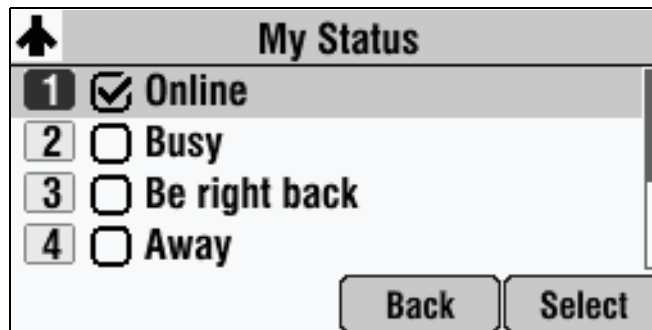 My Status
1 Online
2 Busy
3 Be right back
4 Away
Back Select